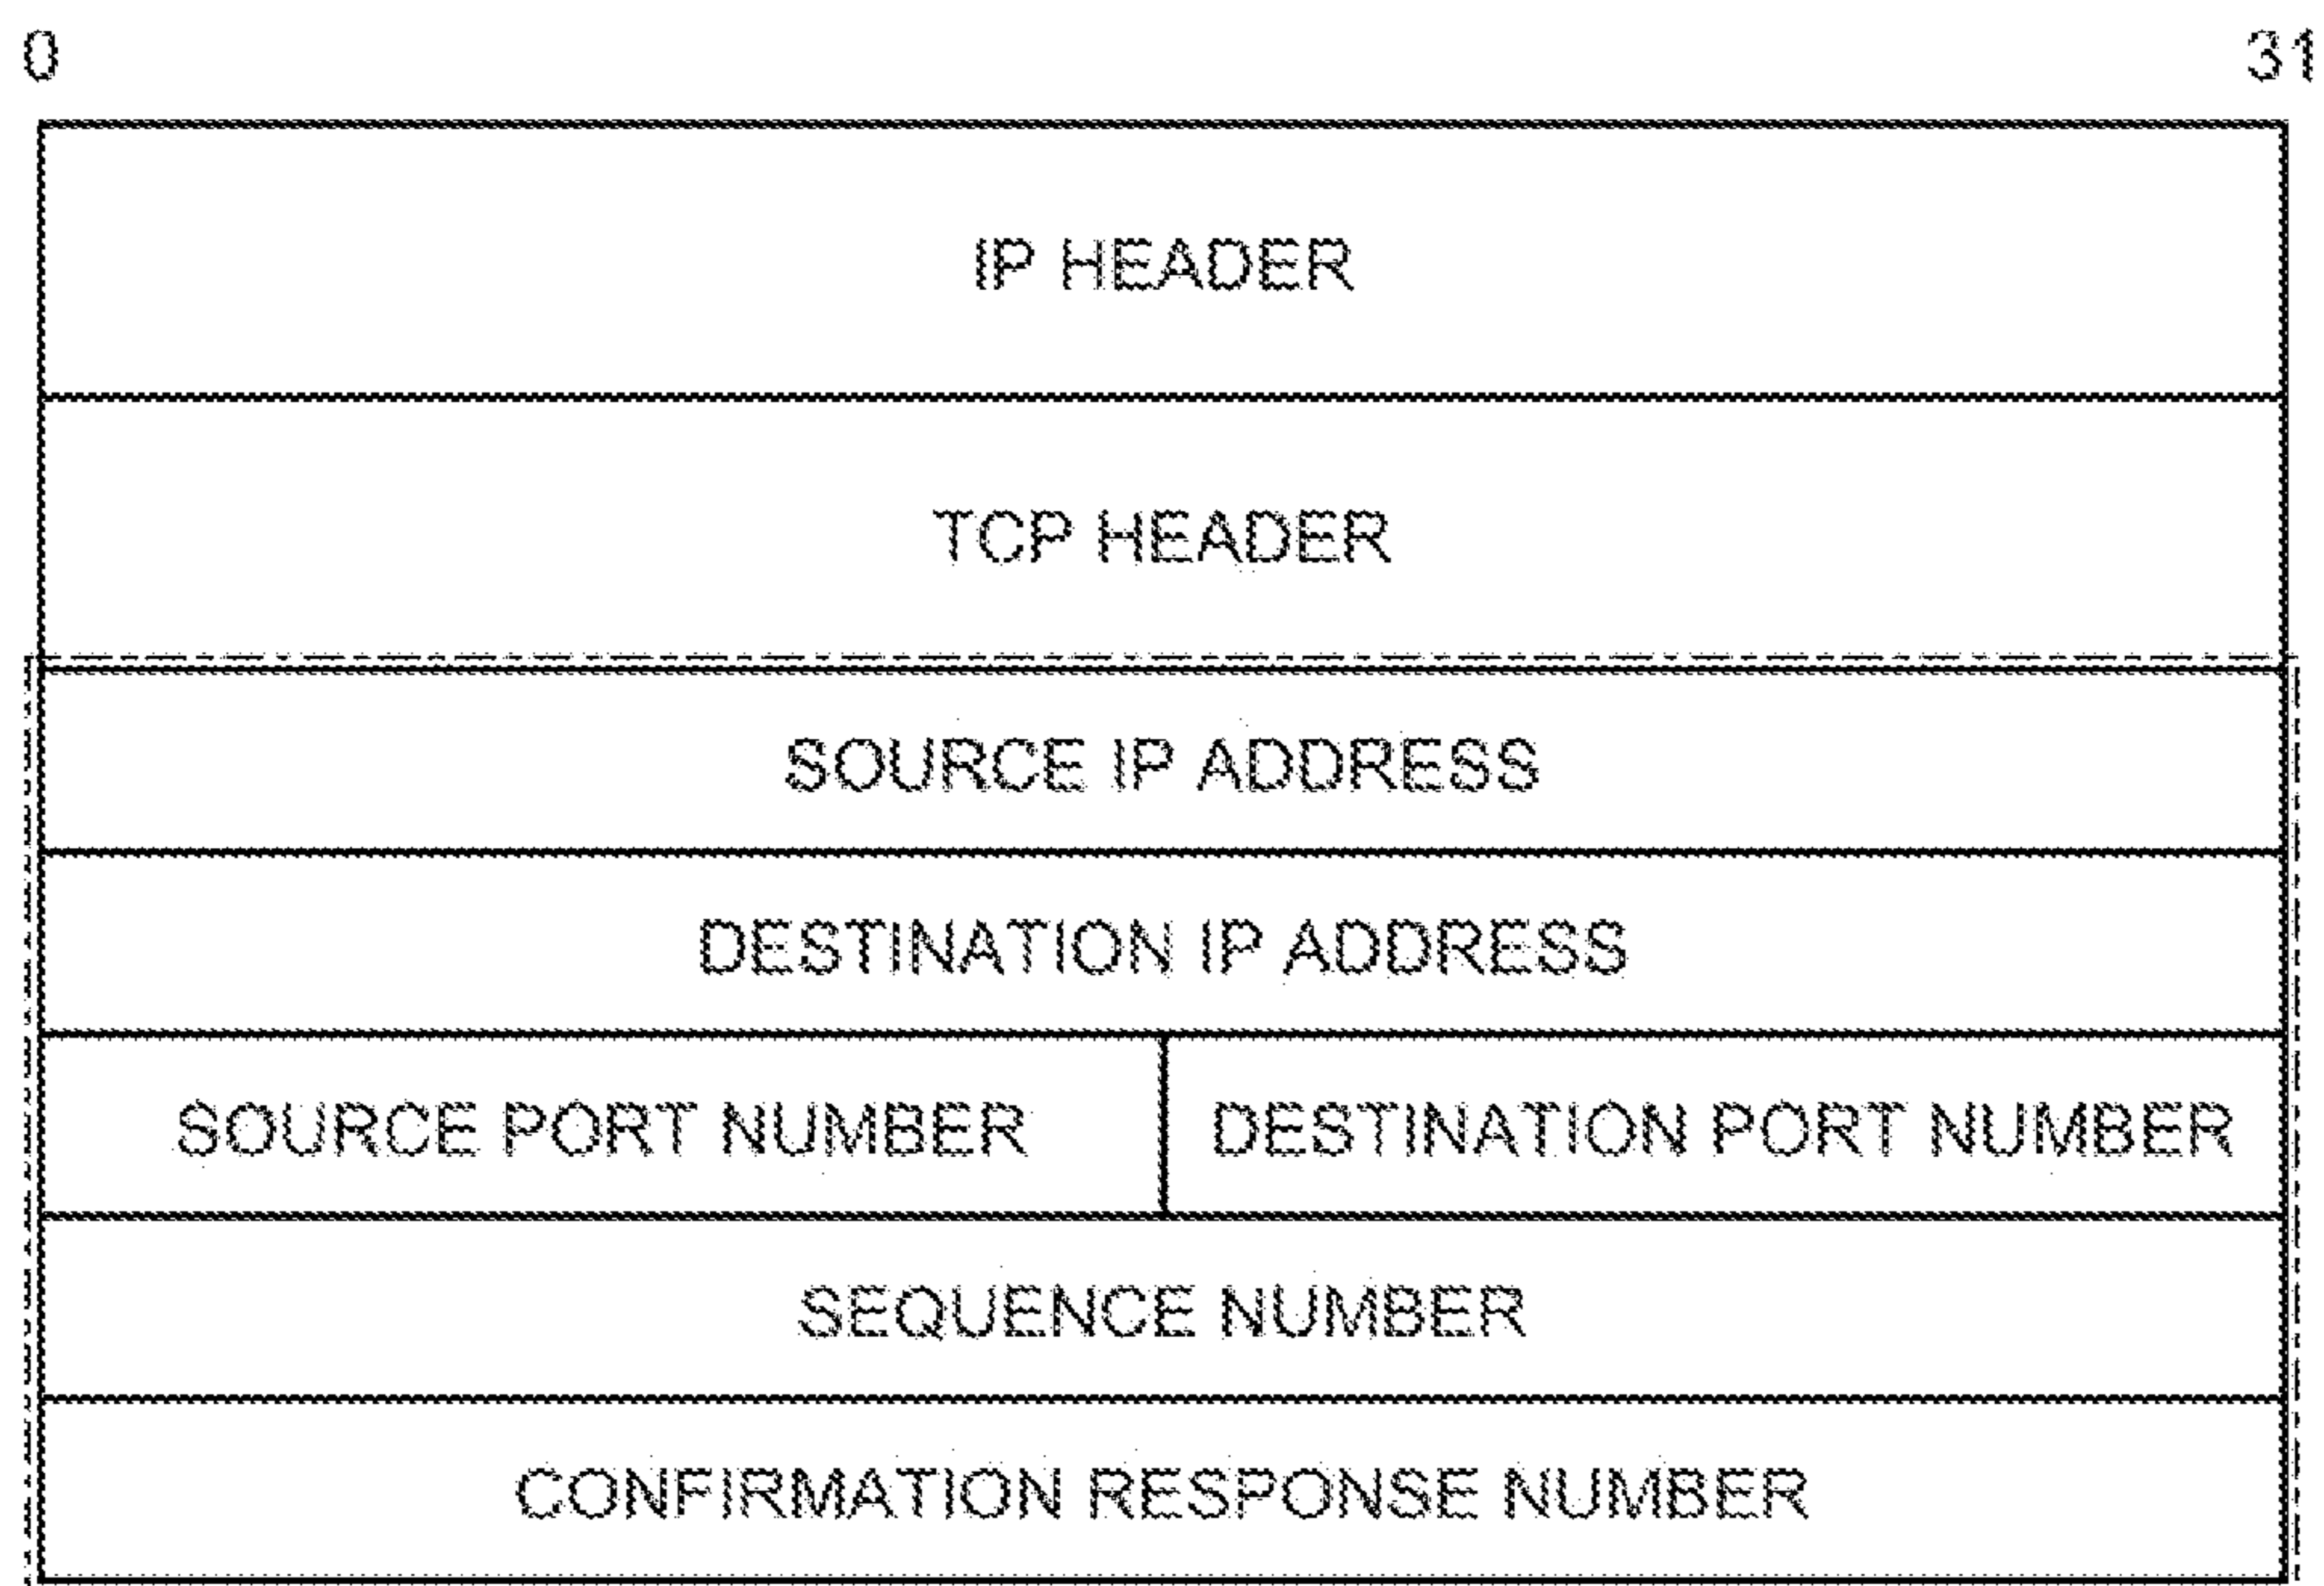 0 31
IP HEADER
TCP HEADER
SOURCE IP ADDRESS
DESTINATION IP ADDRESS
SOURCE PORT NUMBER DESTINATION PORT NUMBER
SEQUENCE NUMBER
CONFIRMATION RESPONSE NUMBER